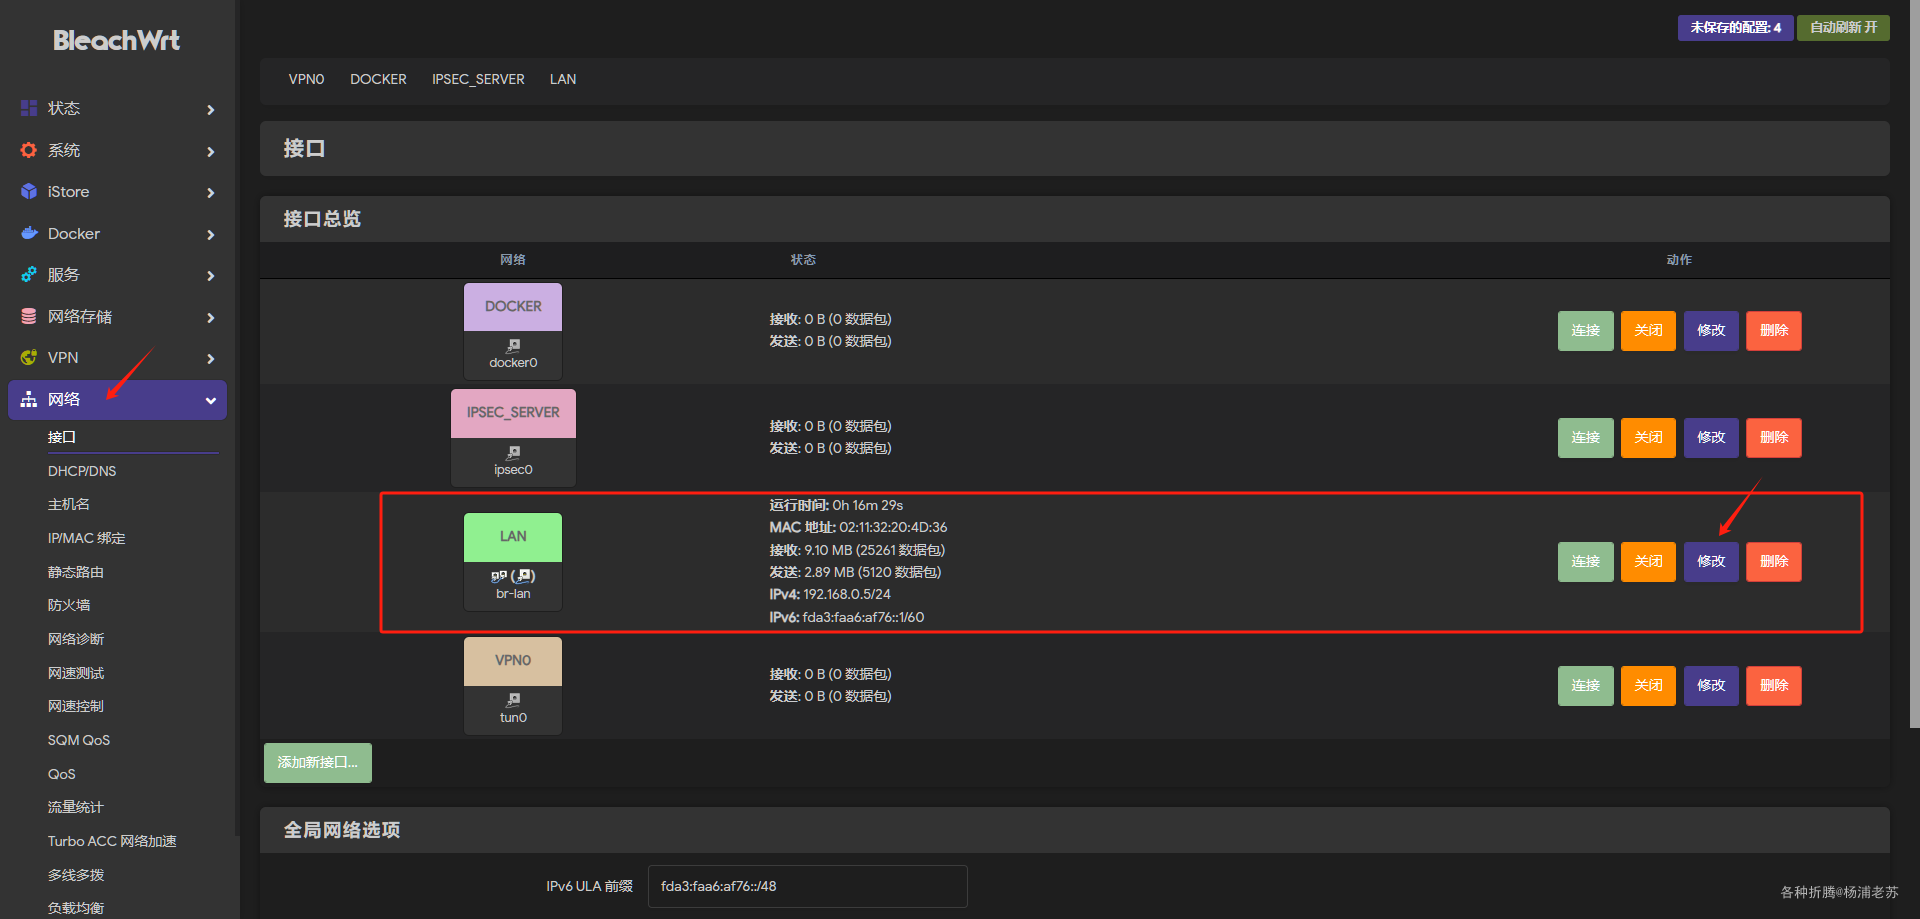 BleachWrt
状态
系统
iStore
Docker
服务
网络存储
VPN
网络
接口
DHCP/DNS
主机名
IP/MAC 绑定
静态路由
防火墙
网络诊断
网速测试
网速控制
SQM QoS
QoS
流量统计
Turbo ACC 网络加速
多线多拨
负载均衡
未保存的配置: 4 自动刷新 开
VPN0 DOCKER IPSEC_SERVER LAN
接口
接口总览
网络 状态 动作
DOCKER
docker0
接收: 0 B (0 数据包)
发送: 0 B (0 数据包)
连接 关闭 修改 删除
IPSEC_SERVER
ipsec0
接收: 0 B (0 数据包)
发送: 0 B (0 数据包)
连接 关闭 修改 删除
LAN
br-lan
运行时间: 0h 16m 29s
MAC 地址: 02:11:32:20:4D:36
接收: 9.10 MB (25261 数据包)
发送: 2.89 MB (5120 数据包)
IPv4: 192.168.0.5/24
IPv6: fda3:faa6:af76::1/60
连接 关闭 修改 删除
VPN0
tun0
接收: 0 B (0 数据包)
发送: 0 B (0 数据包)
连接 关闭 修改 删除
添加新接口...
全局网络选项
IPv6 ULA 前缀 fda3:faa6:af76::/48
各种折腾@杨浦老苏